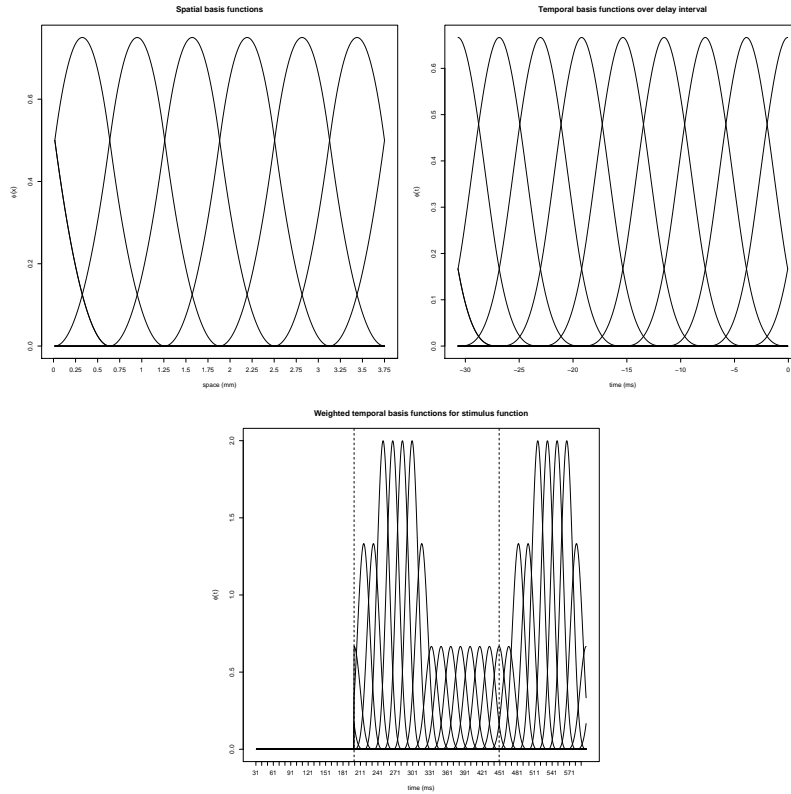 Spatial basis functions
0.0 0.2 0.4 0.6
0 0.25 0.5 0.75 1 1.25 1.5 1.75 2 2.25 2.5 2.75 3 3.25 3.5 3.75
space (mm)
Temporal basis functions over delay interval
0.0 0.1 0.2 0.3 0.4 0.5 0.6
−30 −25 −20 −15 −10 −5 0
time (ms)
Weighted temporal basis functions for stimulus function
0.0 0.5 1.0 1.5 2.0
31 61 91 121 151 181 211 241 271 301 331 361 391 421 451 481 511 541 571
time (ms)